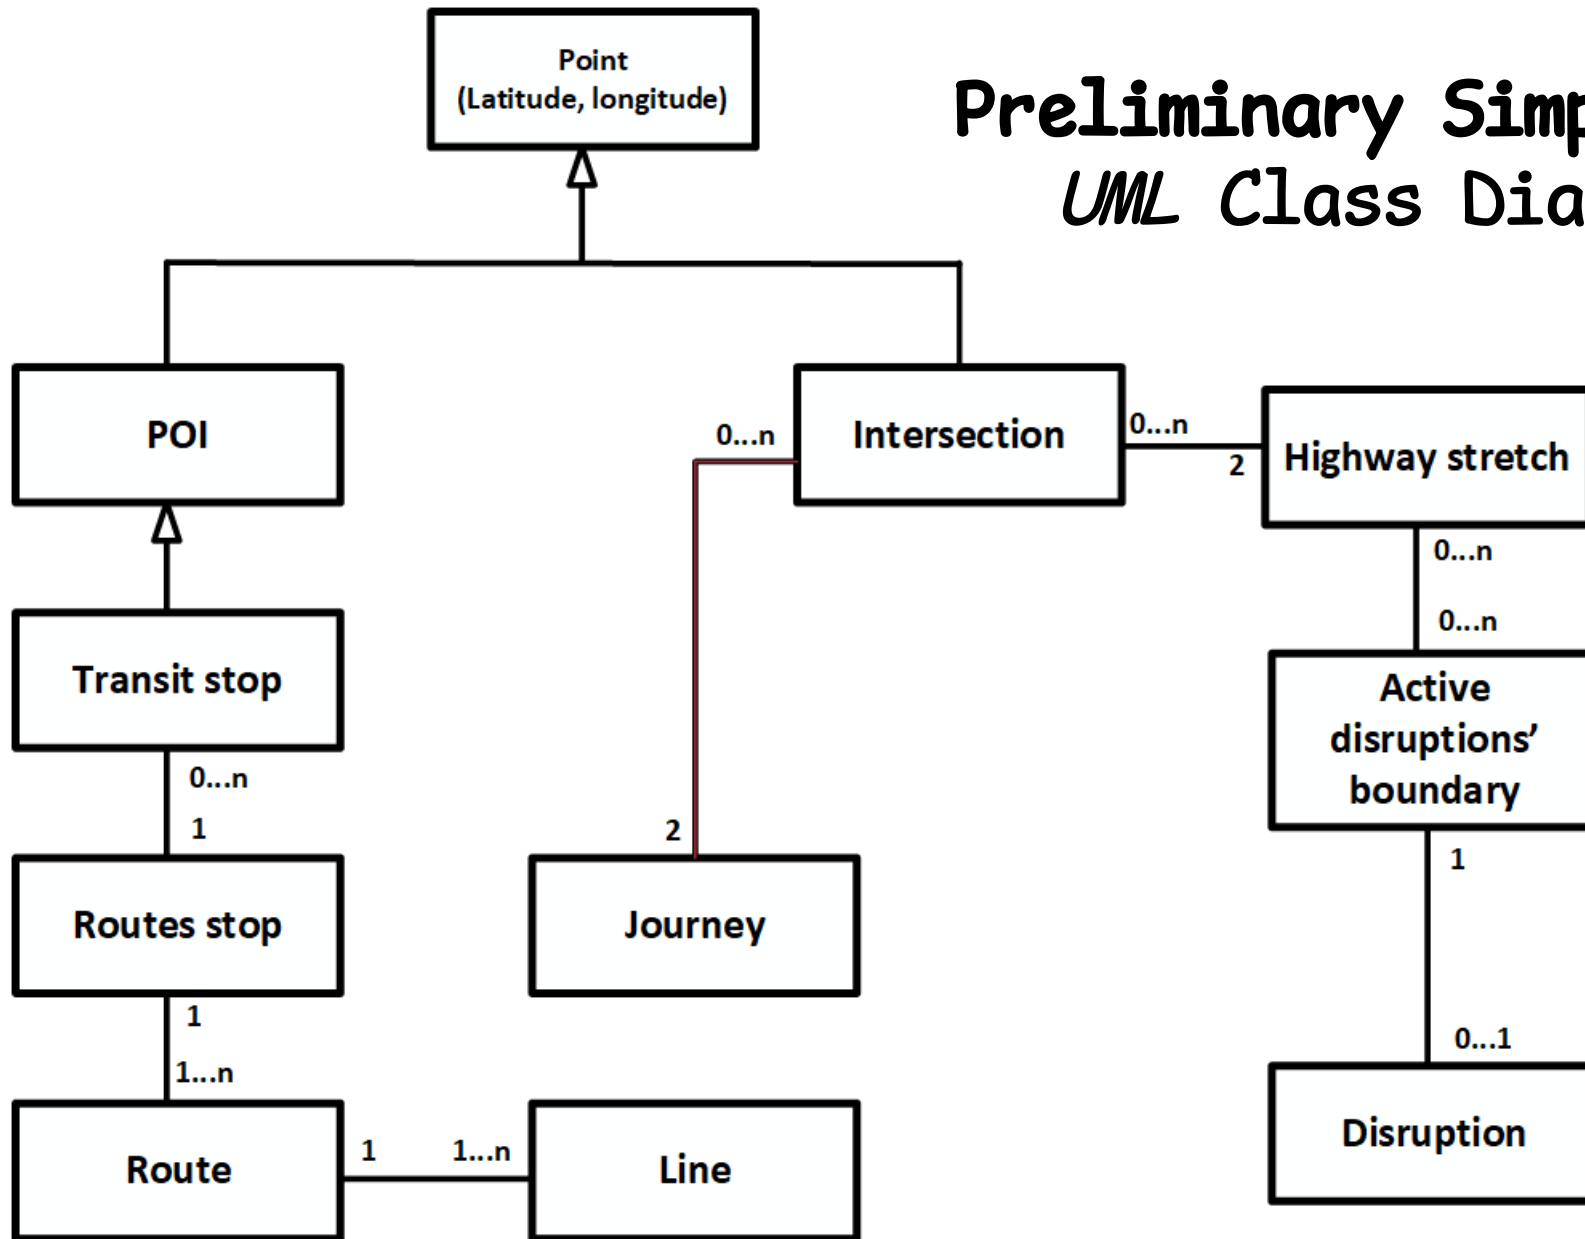 Point
(Latitude, longitude)
Preliminary Simp
UML Class Dia
POI
0...n
Intersection
0...n
2
Highway stretch
0...n
0...n
Transit stop
Active
disruptions’
boundary
0...n
1
2
1
Routes stop
Journey
1
0...1
1...n
Route
1
1...n
Line
Disruption